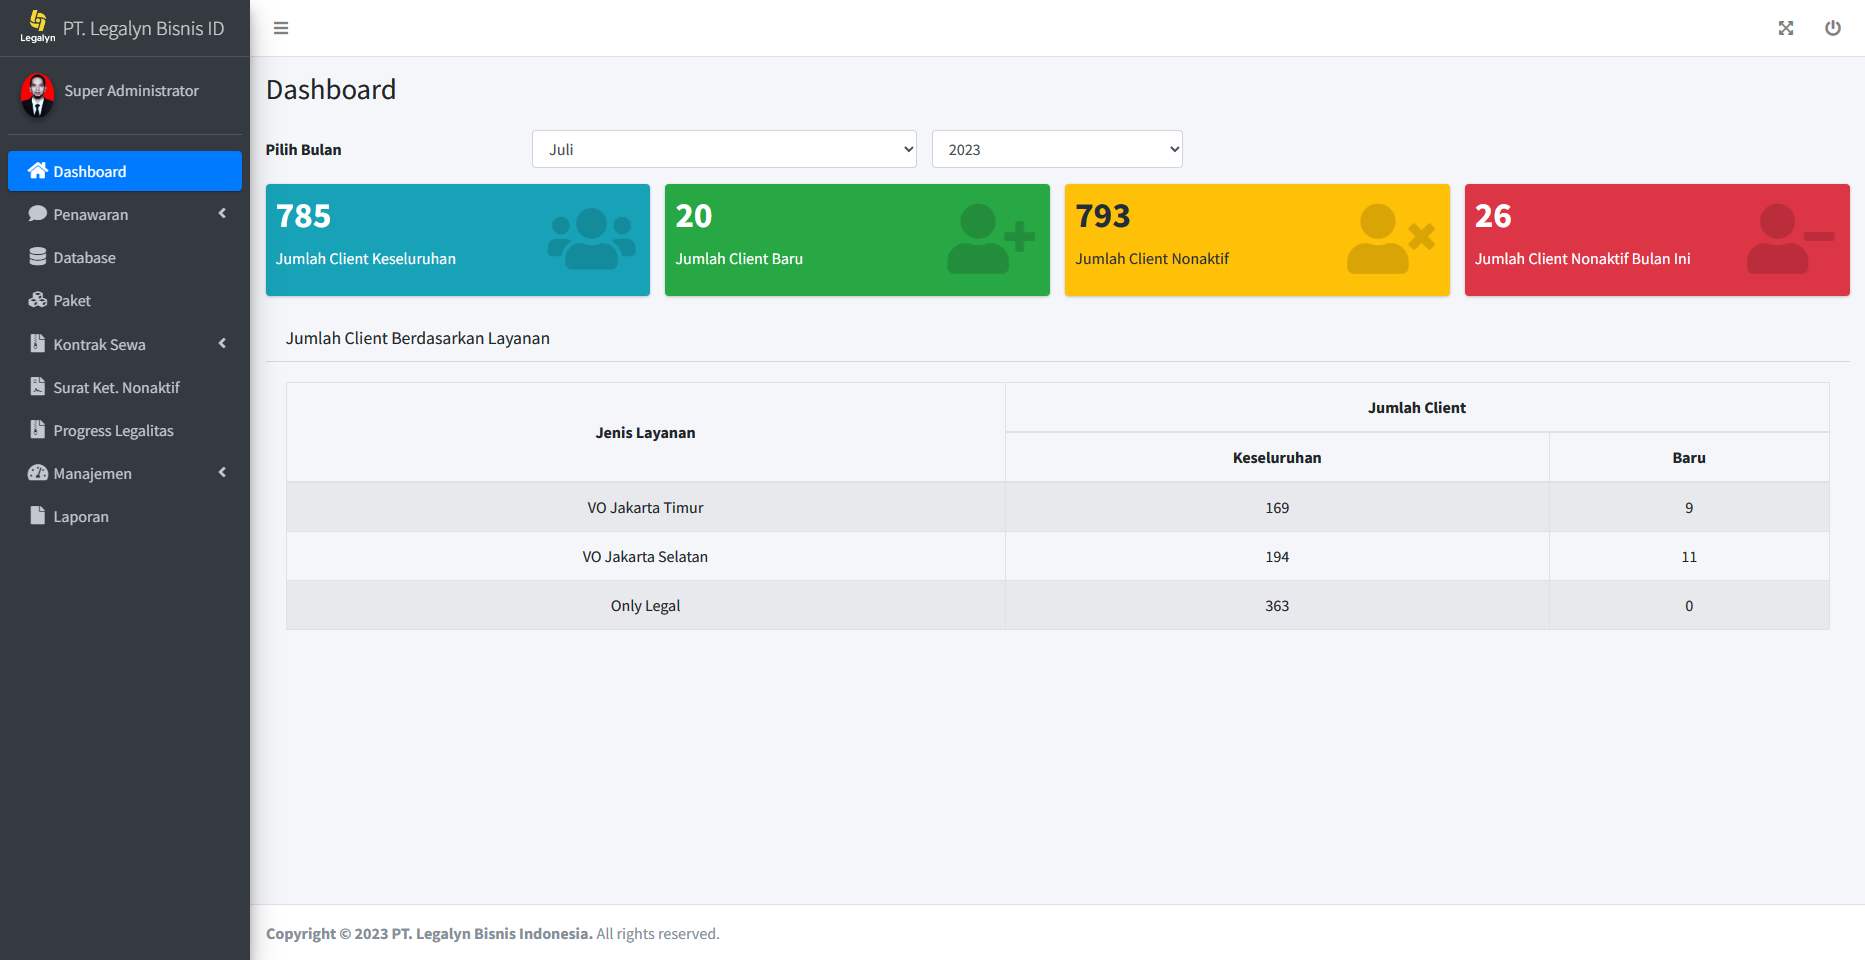 Legalyn
PT. Legalyn Bisnis ID
Super Administrator
Dashboard
Penawaran
Database
Paket
Kontrak Sewa
Surat Ket. Nonaktif
Progress Legalitas
Manajemen
Laporan
Dashboard
Pilih Bulan
Juli
2023
785
Jumlah Client Keseluruhan
20
Jumlah Client Baru
793
Jumlah Client Nonaktif
26
Jumlah Client Nonaktif Bulan Ini
Jumlah Client Berdasarkan Layanan
Jenis Layanan
Jumlah Client
Keseluruhan
Baru
VO Jakarta Timur 169 9
VO Jakarta Selatan 194 11
Only Legal 363 0
Copyright © 2023 PT. Legalyn Bisnis Indonesia. All rights reserved.